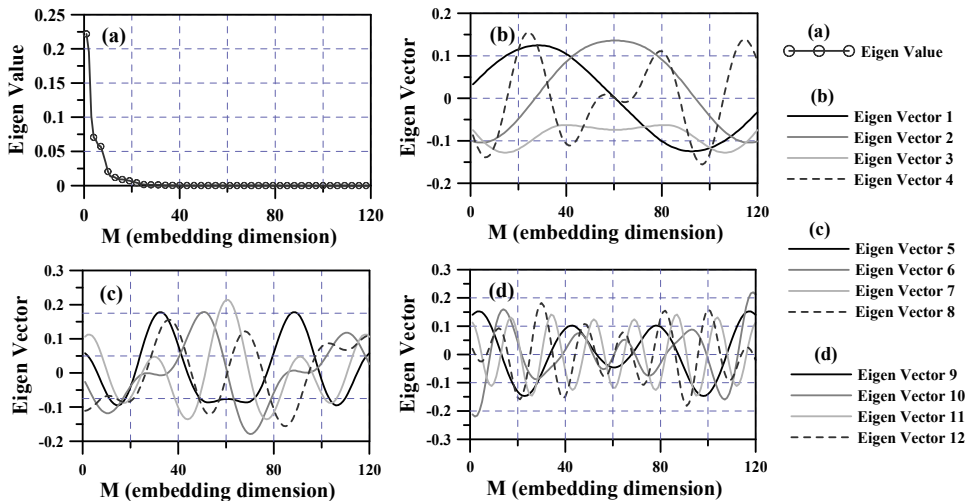 (a)
Eigen Value
0.25
0.2
0.15
0.1
0.05
0
0 40 80 120
M (embedding dimension)
(b)
Eigen Vector
0.2
0.1
0
-0.1
-0.2
0 40 80 120
M (embedding dimension)
(a)
Eigen Value
(b)
Eigen Vector 1
Eigen Vector 2
Eigen Vector 3
Eigen Vector 4
(c)
Eigen Vector
0.3
0.2
0.1
0
-0.1
-0.2
0 40 80 120
M (embedding dimension)
(d)
Eigen Vector
0.3
0.2
0.1
0
-0.1
-0.2
-0.3
0 40 80 120
M (embedding dimension)
(c)
Eigen Vector 5
Eigen Vector 6
Eigen Vector 7
Eigen Vector 8
(d)
Eigen Vector 9
Eigen Vector 10
Eigen Vector 11
Eigen Vector 12